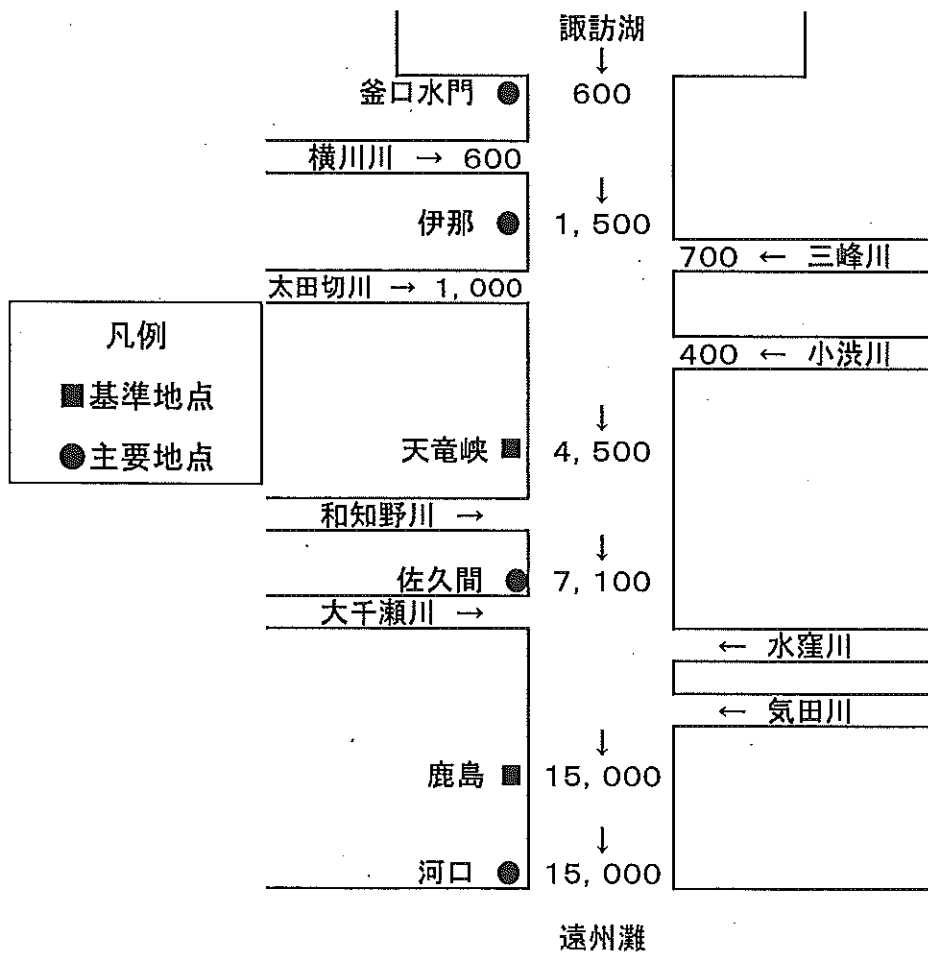 諏訪湖
↓
釜口水門 ● 600
横川川 → 600
↓
伊那 ● 1,500
700 ← 三峰川
太田切川 → 1,000
凡例
■基準地点
●主要地点
400 ← 小渋川
↓
天竜峡 ■ 4,500
和知野川 →
↓
佐久間 ● 7,100
大千瀬川 →
← 水窪川
← 気田川
↓
鹿島 ■ 15,000
↓
河口 ● 15,000
遠州灘